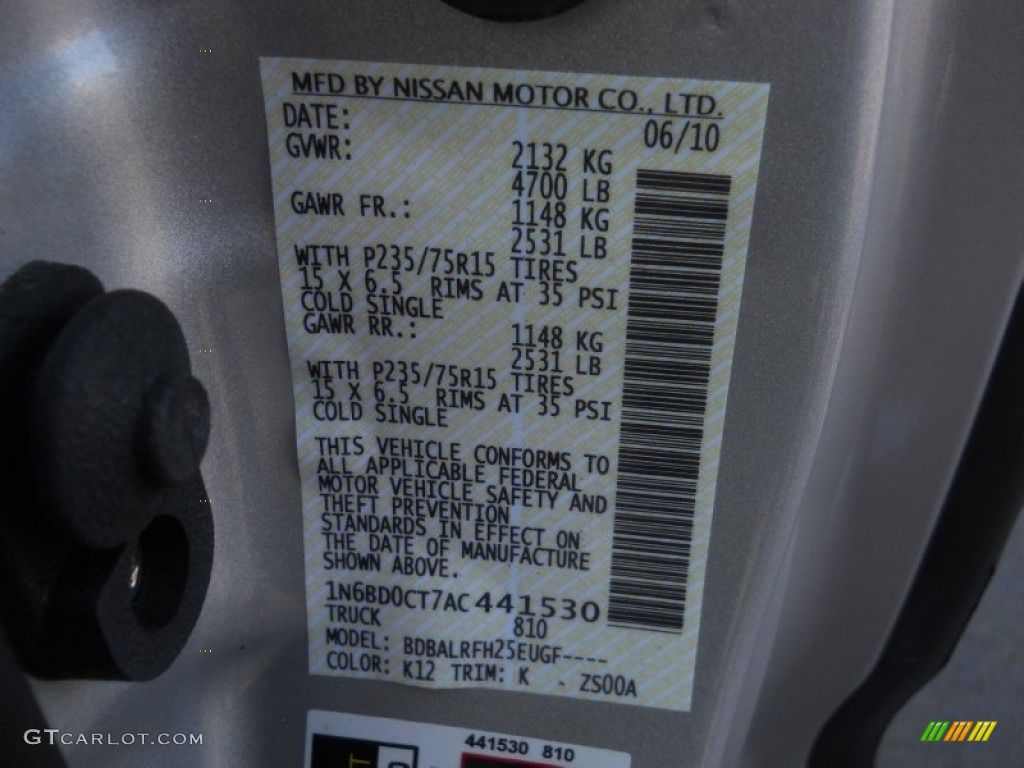 MFD BY NISSAN MOTOR CO., LTD.
DATE: 06/10
GVWR: 2132 KG
4700 LB
GAWR FR.: 1148 KG
2531 LB
WITH P235/75R15 TIRES
15 X 6.5 RIMS AT 35 PSI
COLD SINGLE
GAWR RR.: 1148 KG
2531 LB
WITH P235/75R15 TIRES
15 X 6.5 RIMS AT 35 PSI
COLD SINGLE
THIS VEHICLE CONFORMS TO
ALL APPLICABLE FEDERAL
MOTOR VEHICLE SAFETY AND
THEFT PREVENTION
STANDARDS IN EFFECT ON
THE DATE OF MANUFACTURE
SHOWN ABOVE.
1N6BD0CT7AC441530
TRUCK 810
MODEL: BDBALRFH25EUGF----
COLOR: K12 TRIM: K . ZS00A
441530 810
GTCARLOT.COM